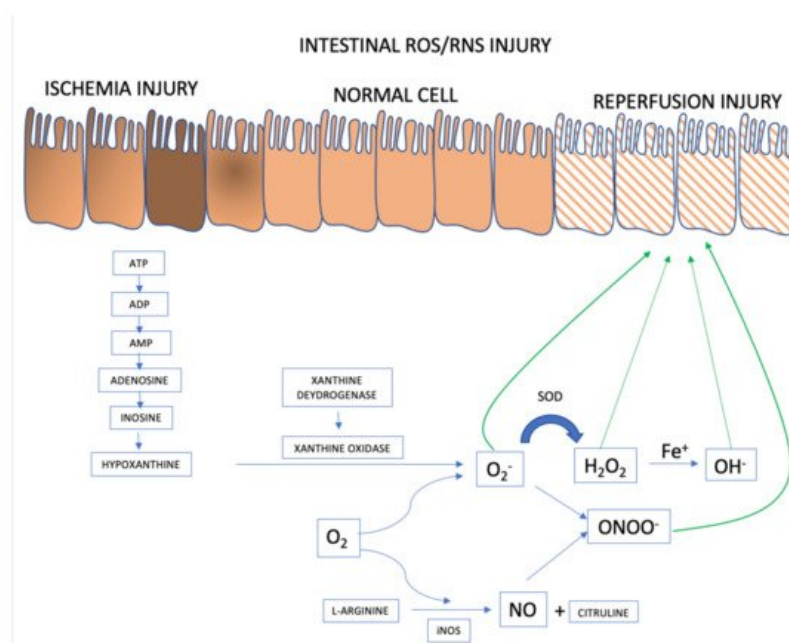 INTESTINAL ROS/RNS INJURY
ISCHEMIA INJURY
NORMAL CELL
REPERFUSION INJURY
ATP
ADP
AMP
ADENOSINE
INOSINE
HYPOXANTHINE
XANTHINE
DEYDROGENASE
XANTHINE OXIDASE
SOD
O₂⁻
H₂O₂
Fe⁺
OH⁻
O₂
ONOO⁻
L-ARGININE
iNOS
NO + CITRULINE